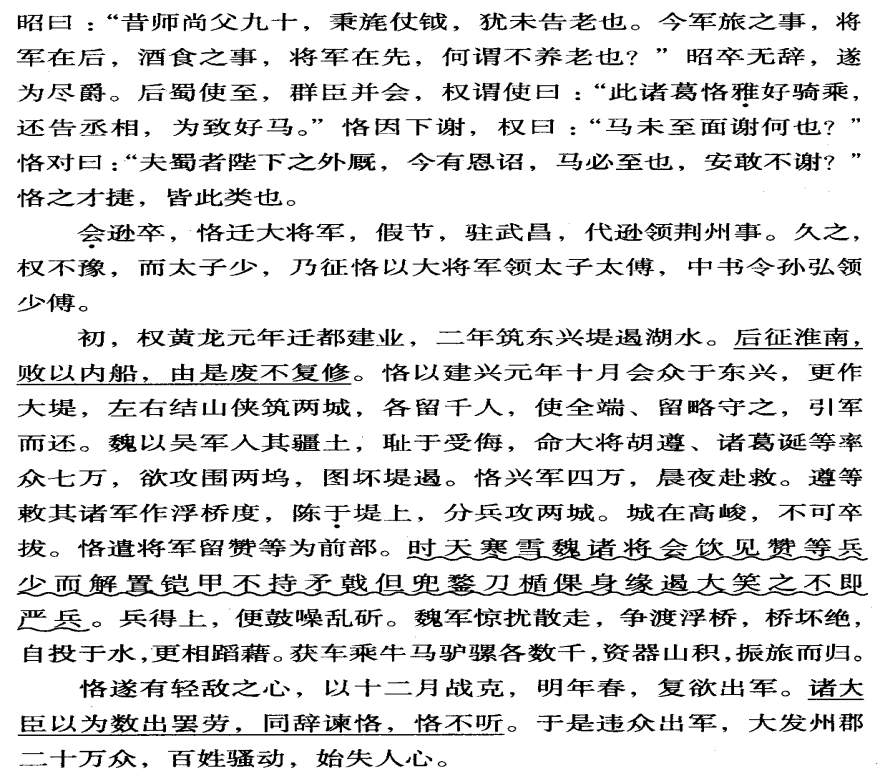 昭曰：“昔师尚父九十，秉旄仗钺，犹未告老也。今军旅之事，将
军在后，酒食之事，将军在先，何谓不养老也？”昭卒无辞，遂
为尽爵。后蜀使至，群臣并会，权谓使曰：“此诸葛恪雅好骑乘，
还告丞相，为致好马。”恪因下谢，权曰：“马未至面谢何也？”
恪对曰：“夫蜀者陛下之外厩，今有恩诏，马必至也，安敢不谢？”
恪之才捷，皆此类也。
会逊卒，恪迁大将军，假节，驻武昌，代逊领荆州事。久之，
权不豫，而太子少，乃征恪以大将军领太子太傅，中书令孙弘领
少傅。
初，权黄龙元年迁都建业，二年筑东兴堤遏湖水。后征淮南，
败以内船，由是废不复修。恪以建兴元年十月会众于东兴，更作
大堤，左右结山侠筑两城，各留千人，使全端、留略守之，引军
而还。魏以吴军入其疆土，耻于受侮，命大将胡遵、诸葛诞等率
众七万，欲攻围两坞，图坏堤遏。恪兴军四万，晨夜赴救。遵等
敕其诸军作浮桥度，陈于堤上，分兵攻两城。城在高峻，不可卒
拔。恪遣将军留赞等为前部。时天寒雪魏诸将会饮见赞等兵
少而解置铠甲不持矛戟但兜鍪刀楯倮身缘遏大笑之不即
严兵。兵得上，便鼓噪乱斫。魏军惊扰散走，争渡浮桥，桥坏绝，
自投于水，更相蹈藉。获车乘牛马驴骡各数千，资器山积，振旅而归。
恪遂有轻敌之心，以十二月战克，明年春，复欲出军。诸大
臣以为数出罢劳，同辞谏恪，恪不听。于是违众出军，大发州郡
二十万众，百姓骚动，始失人心。